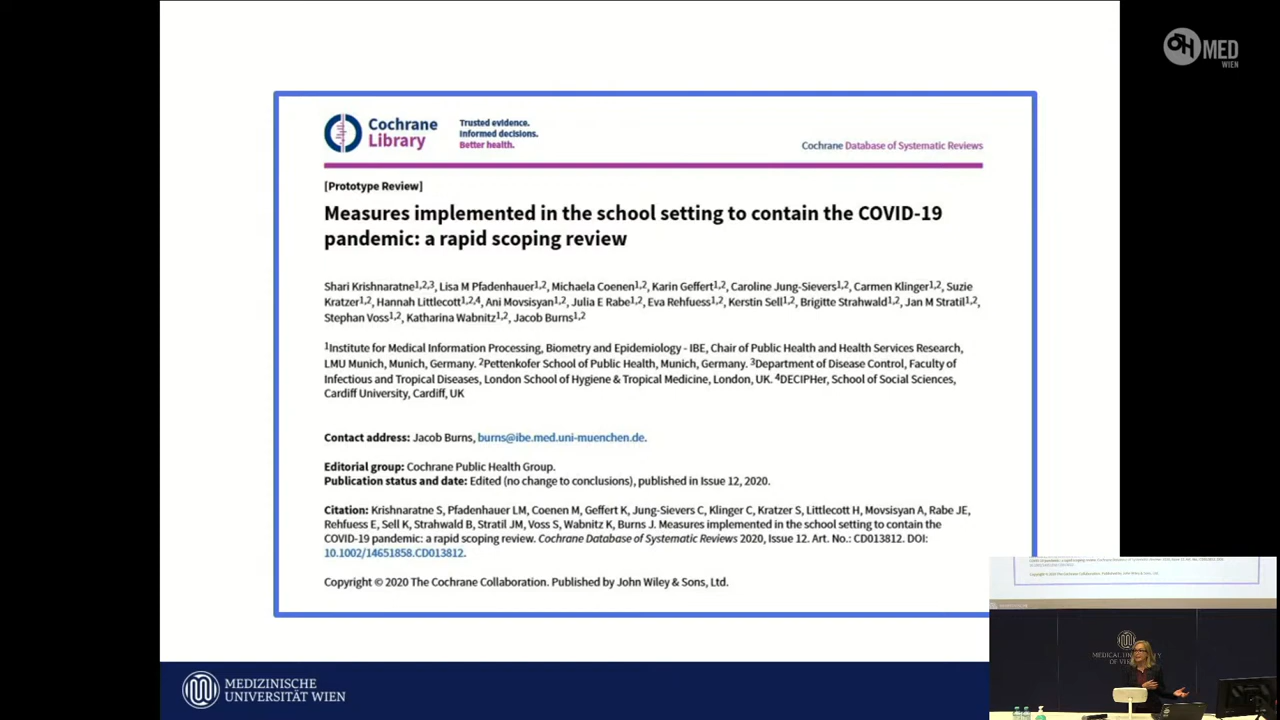 MED
WIEN
Cochrane
Library
Trusted evidence.
Informed decisions.
Better health.
Cochrane Database of Systematic Reviews
[Prototype Review]
Measures implemented in the school setting to contain the COVID-19
pandemic: a rapid scoping review
Shari Krishnaratne1,2,3, Lisa M Pfadenhauer1,2, Michaela Coenen1,2, Karin Geffert1,2, Caroline Jung-Sievers1,2, Carmen Klinger1,2, Suzie
Kratzer1,2, Hannah Littlecott1,2,4, Ani Movsisyan1,2, Julia E Rabe1,2, Eva Rehfuess1,2, Kerstin Sell1,2, Brigitte Strahwald1,2, Jan M Stratil1,2,
Stephan Voss1,2, Katharina Wabnitz1,2, Jacob Burns1,2
1Institute for Medical Information Processing, Biometry and Epidemiology - IBE, Chair of Public Health and Health Services Research,
LMU Munich, Munich, Germany. 2Pettenkofer School of Public Health, Munich, Germany. 3Department of Disease Control, Faculty of
Infectious and Tropical Diseases, London School of Hygiene & Tropical Medicine, London, UK. 4DECIPHer, School of Social Sciences,
Cardiff University, Cardiff, UK
Contact address: Jacob Burns, burns@ibe.med.uni-muenchen.de.
Editorial group: Cochrane Public Health Group.
Publication status and date: Edited (no change to conclusions), published in Issue 12, 2020.
Citation: Krishnaratne S, Pfadenhauer LM, Coenen M, Geffert K, Jung-Sievers C, Klinger C, Kratzer S, Littlecott H, Movsisyan A, Rabe JE,
Rehfuess E, Sell K, Strahwald B, Stratil JM, Voss S, Wabnitz K, Burns J. Measures implemented in the school setting to contain the
COVID-19 pandemic: a rapid scoping review. Cochrane Database of Systematic Reviews 2020, Issue 12. Art. No.: CD013812. DOI:
10.1002/14651858.CD013812.
Copyright © 2020 The Cochrane Collaboration. Published by John Wiley & Sons, Ltd.
MEDICAL UNIVERSITY
MEDIZINISCHE
UNIVERSITÄT WIEN